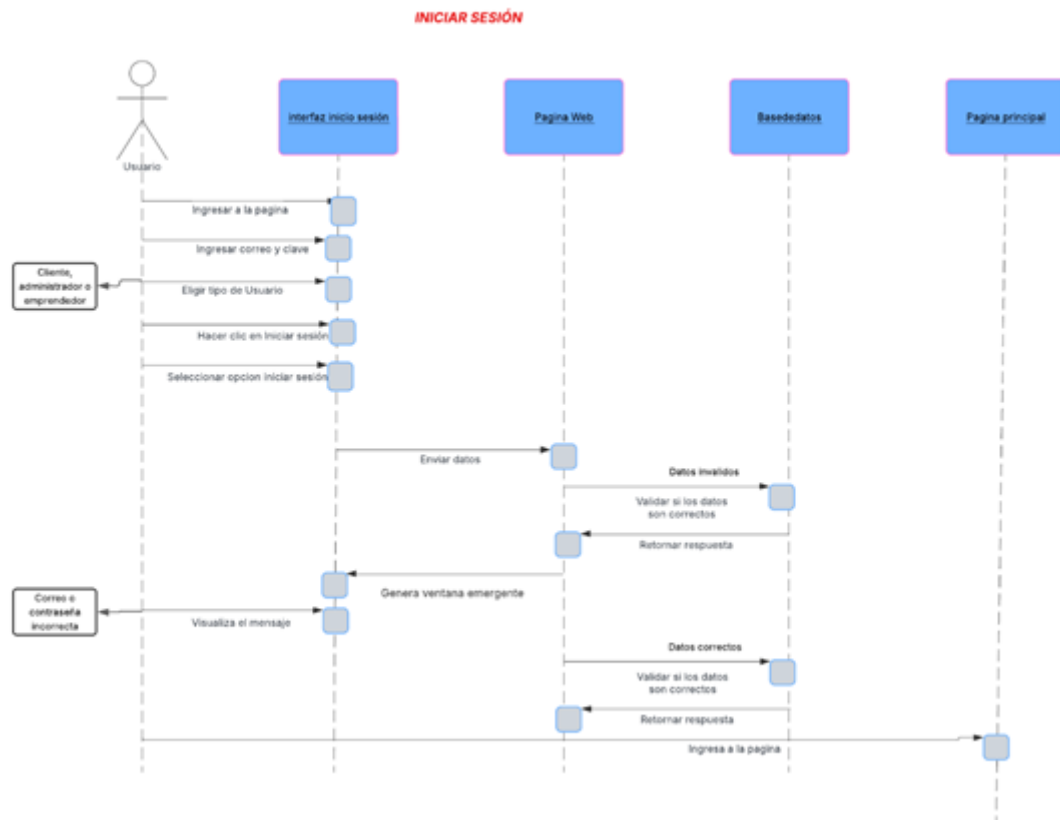 INICIAR SESIÓN
interfaz inicio sesión
Pagina Web
Basededatos
Pagina principal
Usuario
Ingresar a la pagina
Ingresar correo y clave
Cliente,
administrador o
emprendedor
Eligir tipo de Usuario
Hacer clic en Iniciar sesión
Seleccionar opcion iniciar sesión
Enviar datos
Datos invalidos
Validar si los datos
son correctos
Retornar respuesta
Genera ventana emergente
Correo o
contraseña
incorrecta
Visualiza el mensaje
Datos correctos
Validar si los datos
son correctos
Retornar respuesta
Ingresa a la pagina